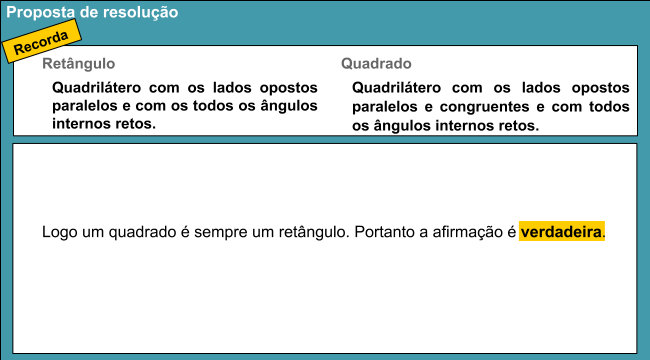 Proposta de resolução
Recorda
Retângulo
Quadrilátero com os lados opostos
paralelos e com os todos os ângulos
internos retos.
Quadrado
Quadrilátero com os lados opostos
paralelos e congruentes e com todos
os ângulos internos retos.
Logo um quadrado é sempre um retângulo. Portanto a afirmação é verdadeira.